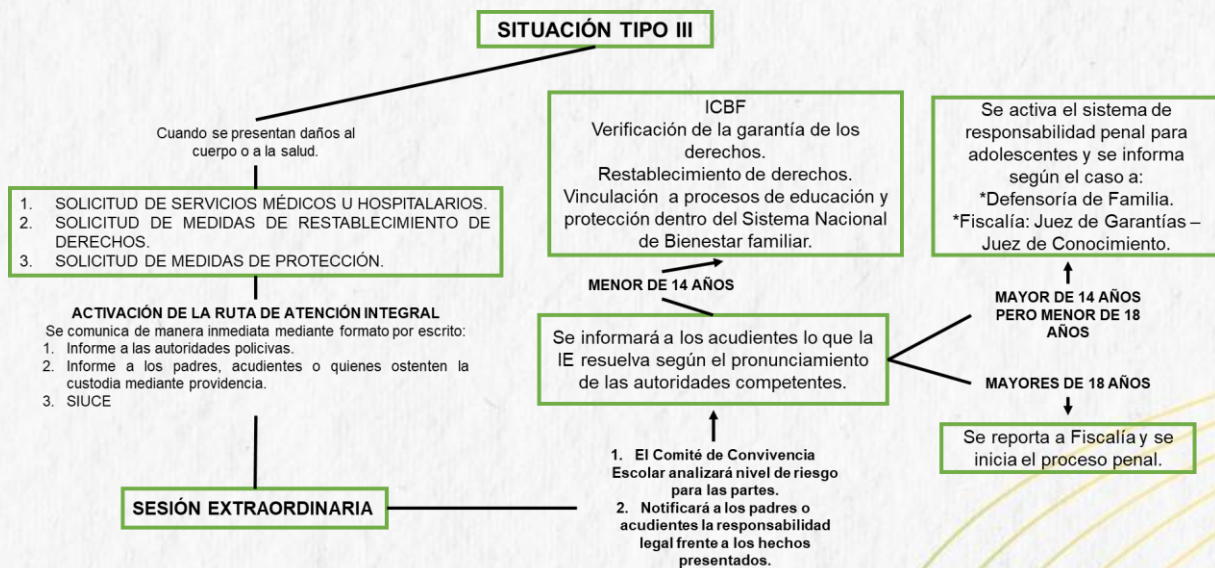 SITUACIÓN TIPO III
Cuando se presentan daños al
cuerpo o a la salud.
1. SOLICITUD DE SERVICIOS MÉDICOS U HOSPITALARIOS.
2. SOLICITUD DE MEDIDAS DE RESTABLECIMIENTO DE
DERECHOS.
3. SOLICITUD DE MEDIDAS DE PROTECCIÓN.
ACTIVACIÓN DE LA RUTA DE ATENCIÓN INTEGRAL
Se comunica de manera inmediata mediante formato por escrito:
1. Informe a las autoridades policivas.
2. Informe a los padres, acudientes o quienes ostenten la
custodia mediante providencia.
3. SIUCE
SESIÓN EXTRAORDINARIA
1. El Comité de Convivencia
Escolar analizará nivel de riesgo
para las partes.
2. Notificará a los padres o
acudientes la responsabilidad
legal frente a los hechos
presentados.
Se informará a los acudientes lo que la
IE resuelva según el pronunciamiento
de las autoridades competentes.
MENOR DE 14 AÑOS
ICBF
Verificación de la garantía de los
derechos.
Restablecimiento de derechos.
Vinculación a procesos de educación y
protección dentro del Sistema Nacional
de Bienestar familiar.
MAYOR DE 14 AÑOS
PERO MENOR DE 18
AÑOS
Se activa el sistema de
responsabilidad penal para
adolescentes y se informa
según el caso a:
*Defensoría de Familia.
*Fiscalía: Juez de Garantías –
Juez de Conocimiento.
MAYORES DE 18 AÑOS
Se reporta a Fiscalía y se
inicia el proceso penal.